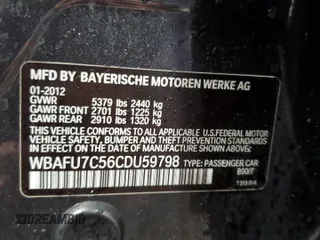 MFD BY BAYERISCHE MOTOREN WERKE AG
01-2012
GVWR 5379 lbs 2440 kg
GAWR FRONT 2701 lbs 1225 kg
GAWR REAR 2910 lbs 1320 kg
THIS VEHICLE CONFORMS TO ALL APPLICABLE U.S. FEDERAL
MOTOR VEHICLE SAFETY, BUMPER, AND THEFT PREVENTION
STANDARDS IN EFFECT ON THE DATE OF MANUFACTURE SHOWN ABOVE.
WBAFU7C56CDU59798 TYPE: PASSENGER CAR
DREAMBID